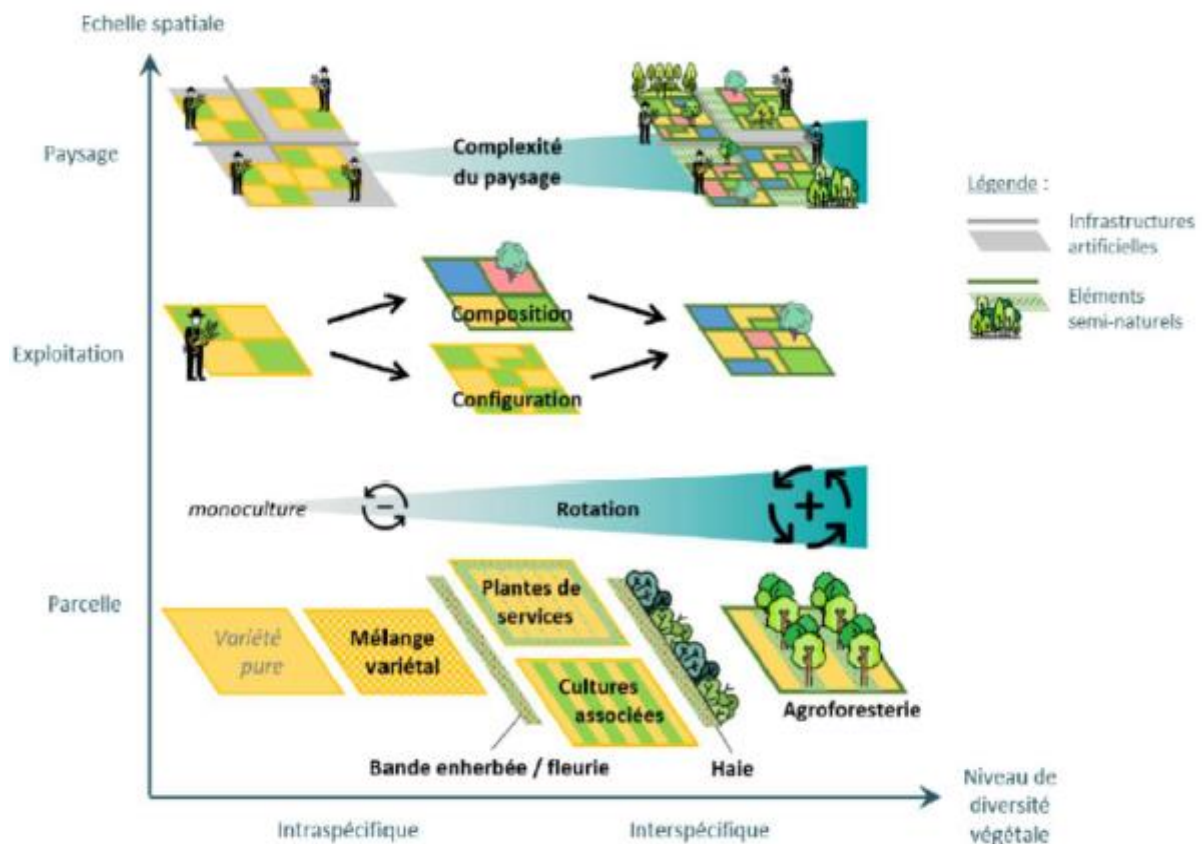 Echelle spatiale
Paysage
Complexité
du paysage
Légende :
Infrastructures
artificielles
Eléments
semi-naturels
Exploitation
Composition
Configuration
monoculture
−
Rotation
+
Parcelle
Variété
pure
Mélange
variétal
Plantes de
services
Cultures
associées
Agroforesterie
Bande enherbée / fleurie
Haie
Intraspécifique
Interspécifique
Niveau de
diversité
végétale